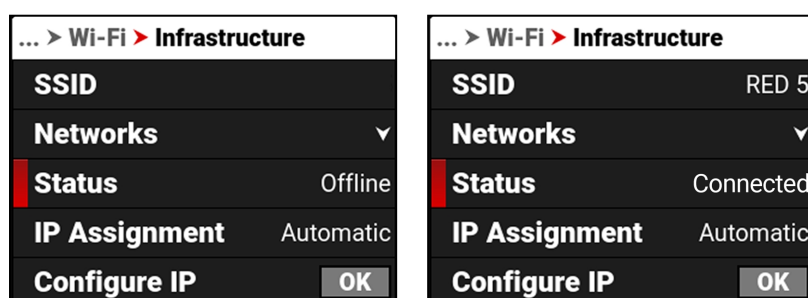 ... > Wi-Fi > Infrastructure
SSID
Networks
Status Offline
IP Assignment Automatic
Configure IP OK
... > Wi-Fi > Infrastructure
SSID RED 5
Networks
Status Connected
IP Assignment Automatic
Configure IP OK